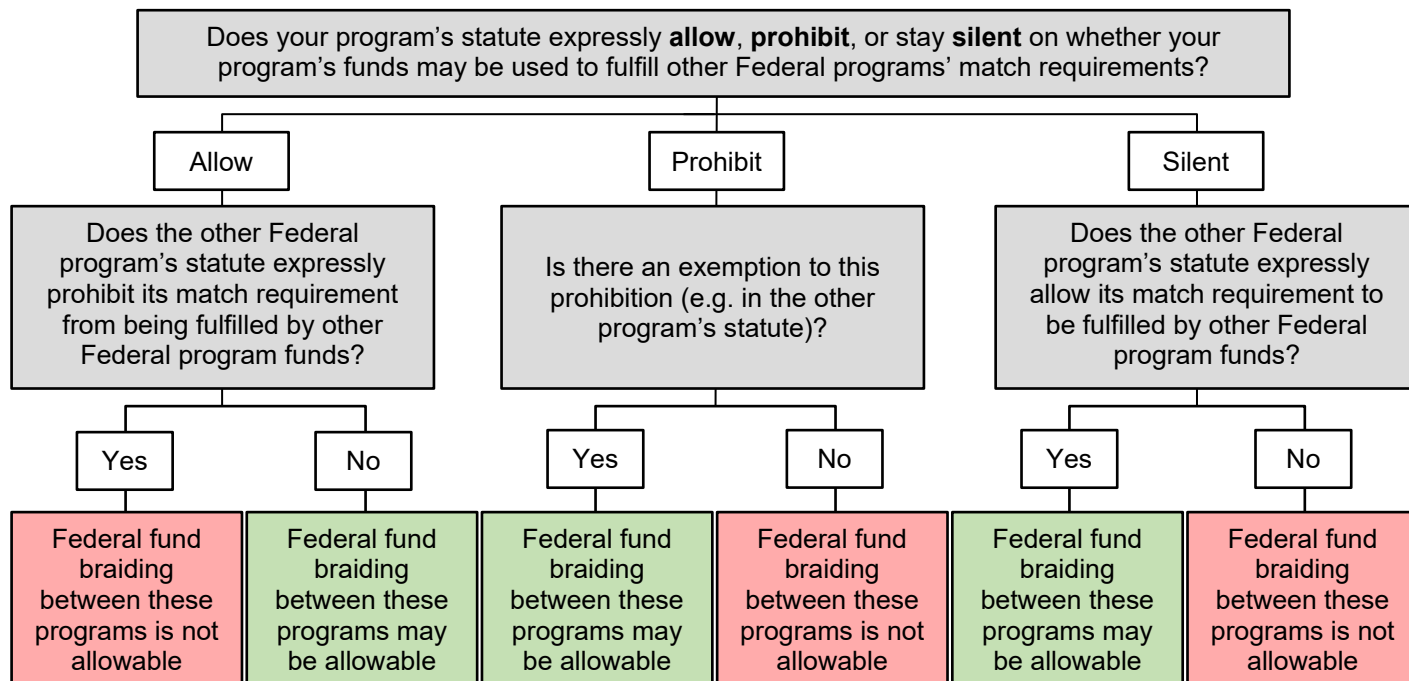 Does your program’s statute expressly allow, prohibit, or stay silent on whether your
program’s funds may be used to fulfill other Federal programs’ match requirements?
Allow
Prohibit
Silent
Does the other Federal
program’s statute expressly
prohibit its match requirement
from being fulfilled by other
Federal program funds?
Is there an exemption to this
prohibition (e.g. in the other
program’s statute)?
Does the other Federal
program’s statute expressly
allow its match requirement to
be fulfilled by other Federal
program funds?
Yes
No
Yes
No
Yes
No
Federal fund
braiding
between these
programs is not
allowable
Federal fund
braiding
between these
programs may
be allowable
Federal fund
braiding
between these
programs may
be allowable
Federal fund
braiding
between these
programs is not
allowable
Federal fund
braiding
between these
programs may
be allowable
Federal fund
braiding
between these
programs is not
allowable